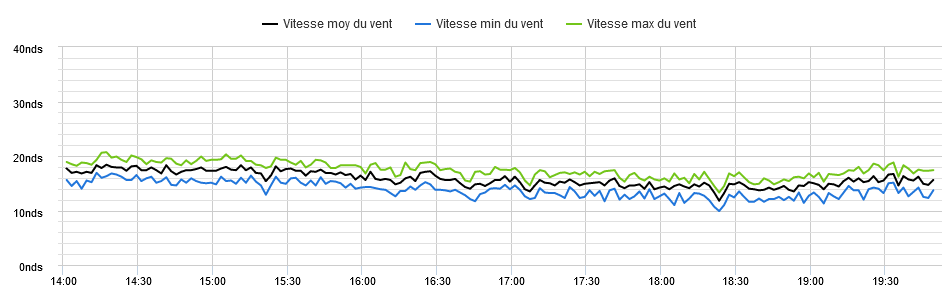 Vitesse moy du vent Vitesse min du vent Vitesse max du vent
40nds
30nds
20nds
10nds
0nds
14:00 14:30 15:00 15:30 16:00 16:30 17:00 17:30 18:00 18:30 19:00 19:30